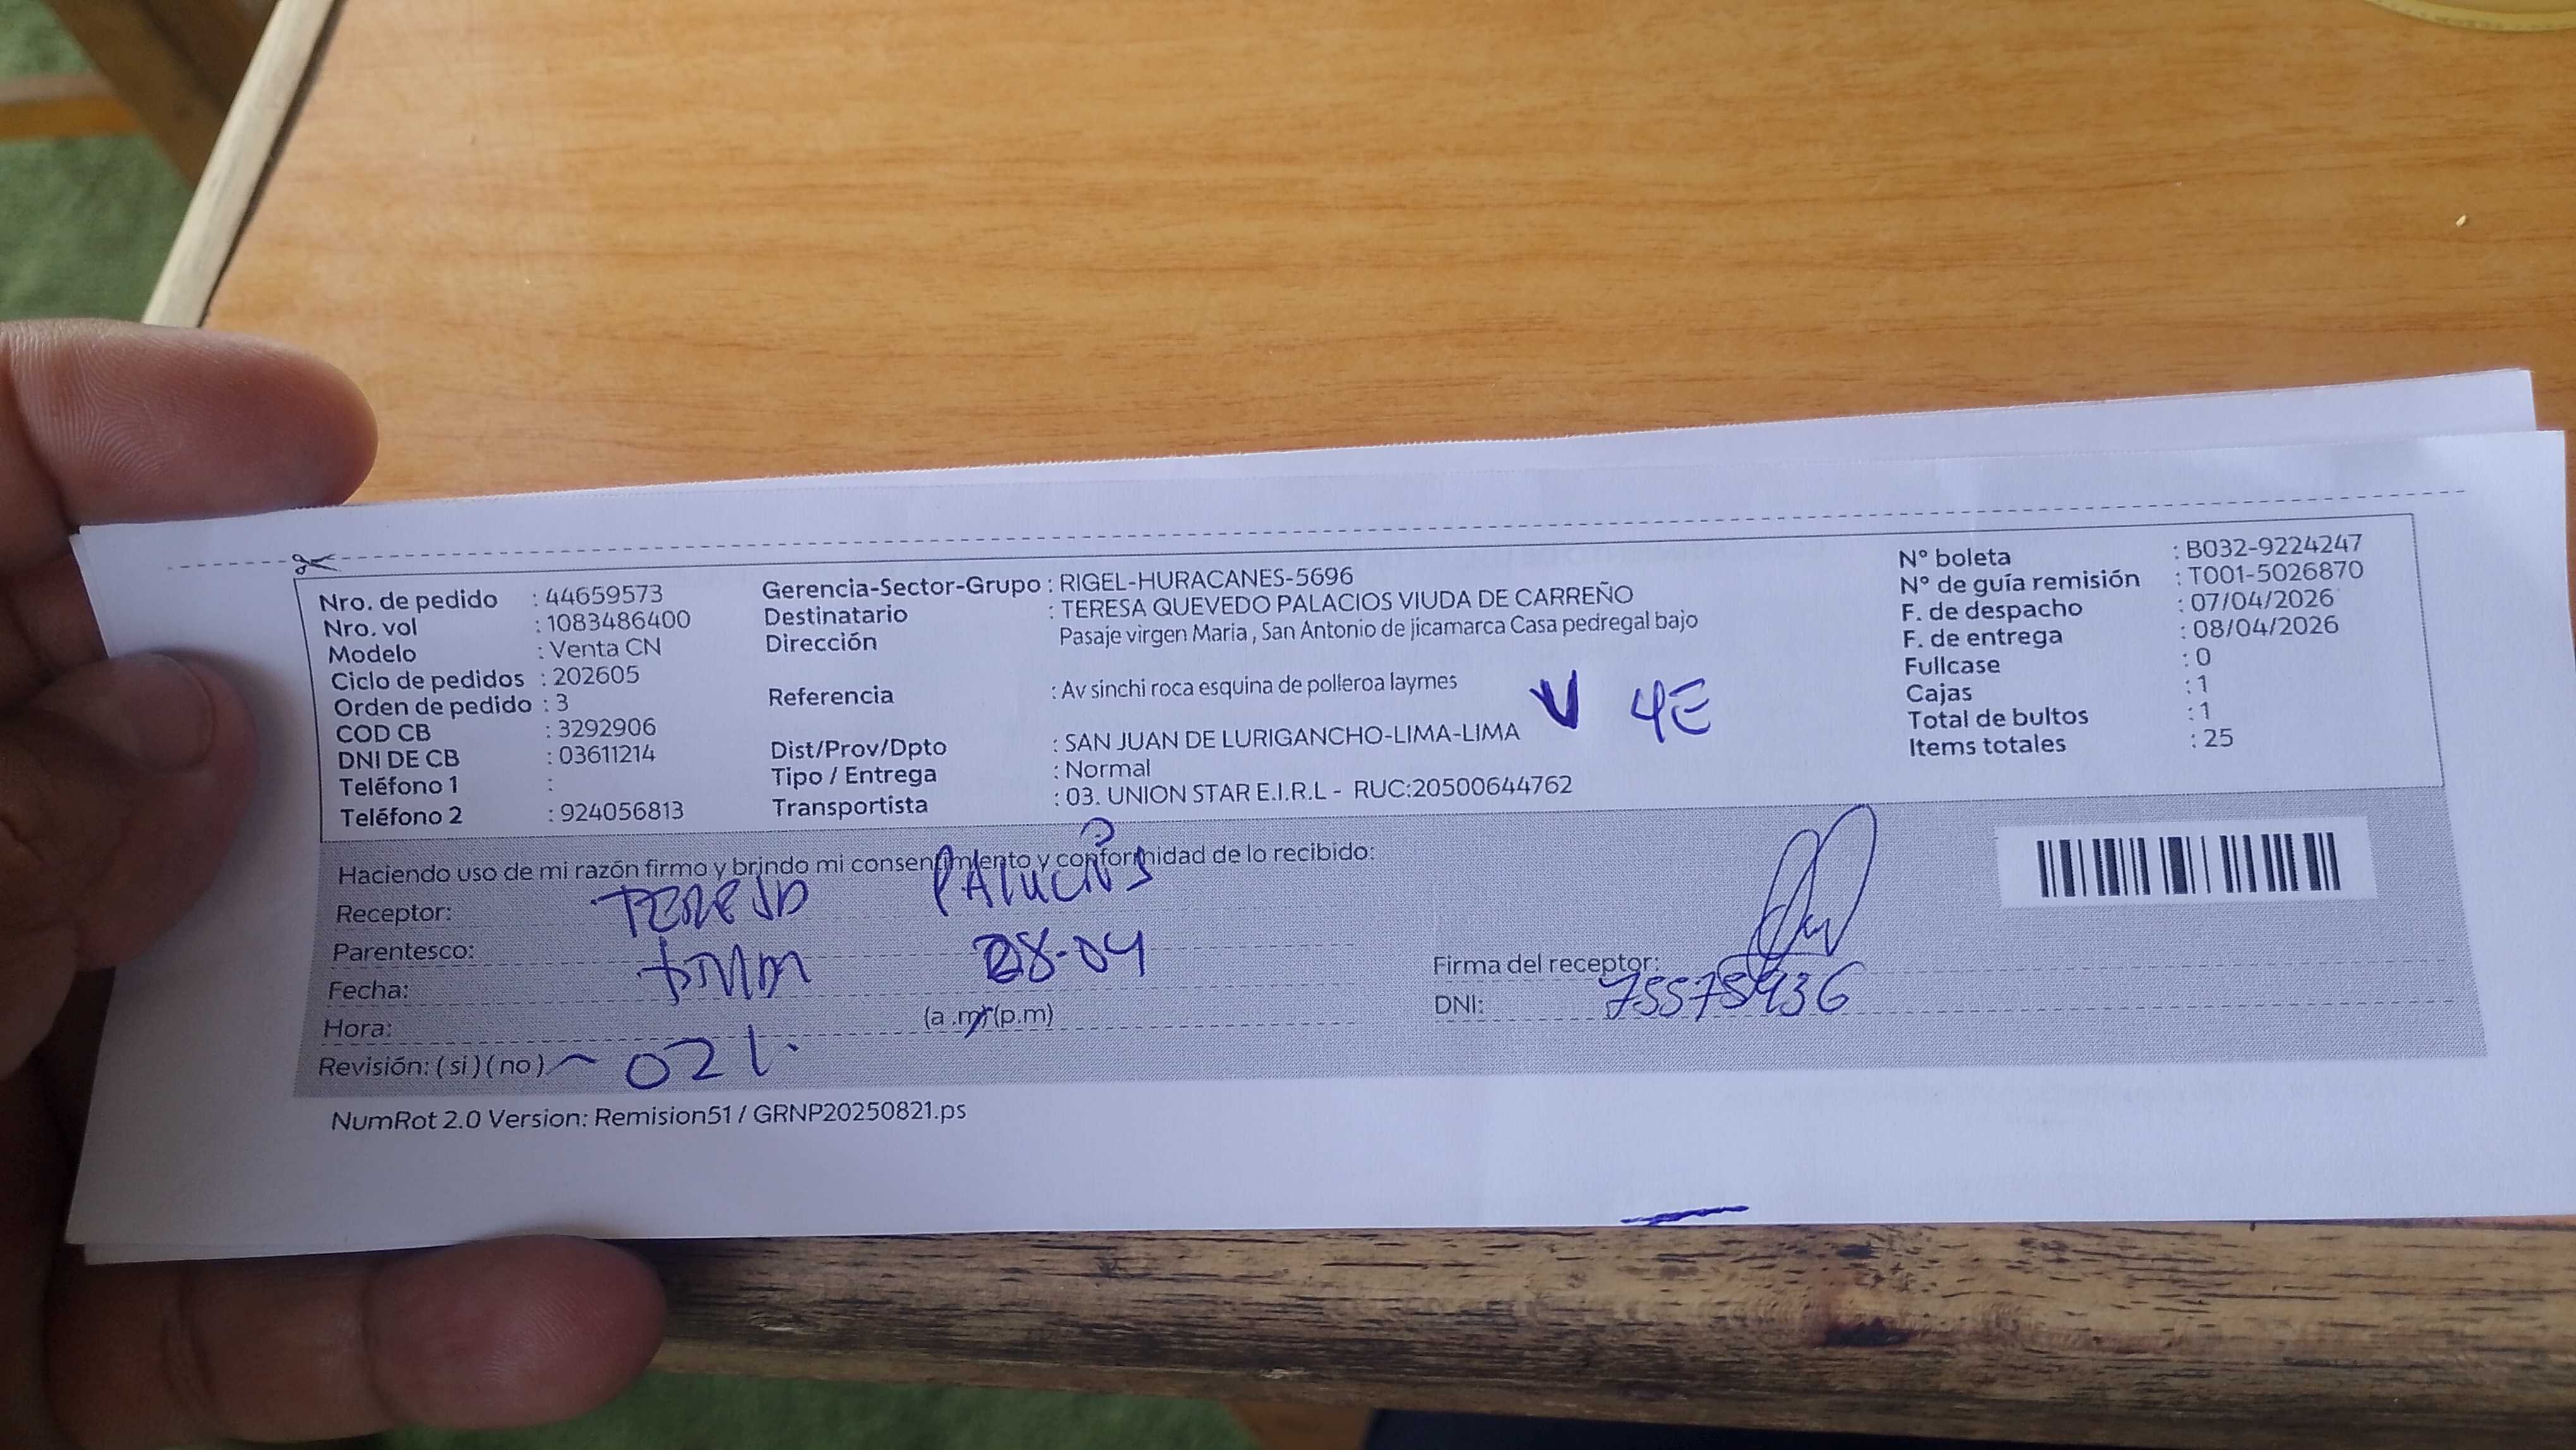 Nro. de pedido : 44659573
Nro. vol : 1083486400
Modelo : Venta CN
Ciclo de pedidos : 202605
Orden de pedido : 3
COD CB : 3292906
DNI DE CB : 03611214
Teléfono 1 :
Teléfono 2 : 924056813
Gerencia-Sector-Grupo : RIGEL-HURACANES-5696
Destinatario : TERESA QUEVEDO PALACIOS VIUDA DE CARREÑO
Dirección Pasaje virgen Maria , San Antonio de jicamarca Casa pedregal bajo
Referencia : Av sinchi roca esquina de polleroa laymes
V 4E
Dist/Prov/Dpto : SAN JUAN DE LURIGANCHO-LIMA-LIMA
Tipo / Entrega : Normal
Transportista : 03. UNION STAR E.I.R.L - RUC:20500644762
N° boleta : B032-9224247
N° de guía remisión : T001-5026870
F. de despacho : 07/04/2026
F. de entrega : 08/04/2026
Fullcase : 0
Cajas : 1
Total de bultos : 1
Items totales : 25
Haciendo uso de mi razón firmo y brindo mi consentimiento y conformidad de lo recibido:
Receptor: TERESA PALACIOS
Parentesco:
Fecha: 08-04
Hora: (a .m) (p.m)
Revisión: ( si ) ( no )
Firma del receptor:
DNI:
NumRot 2.0 Version: Remision51 / GRNP20250821.ps